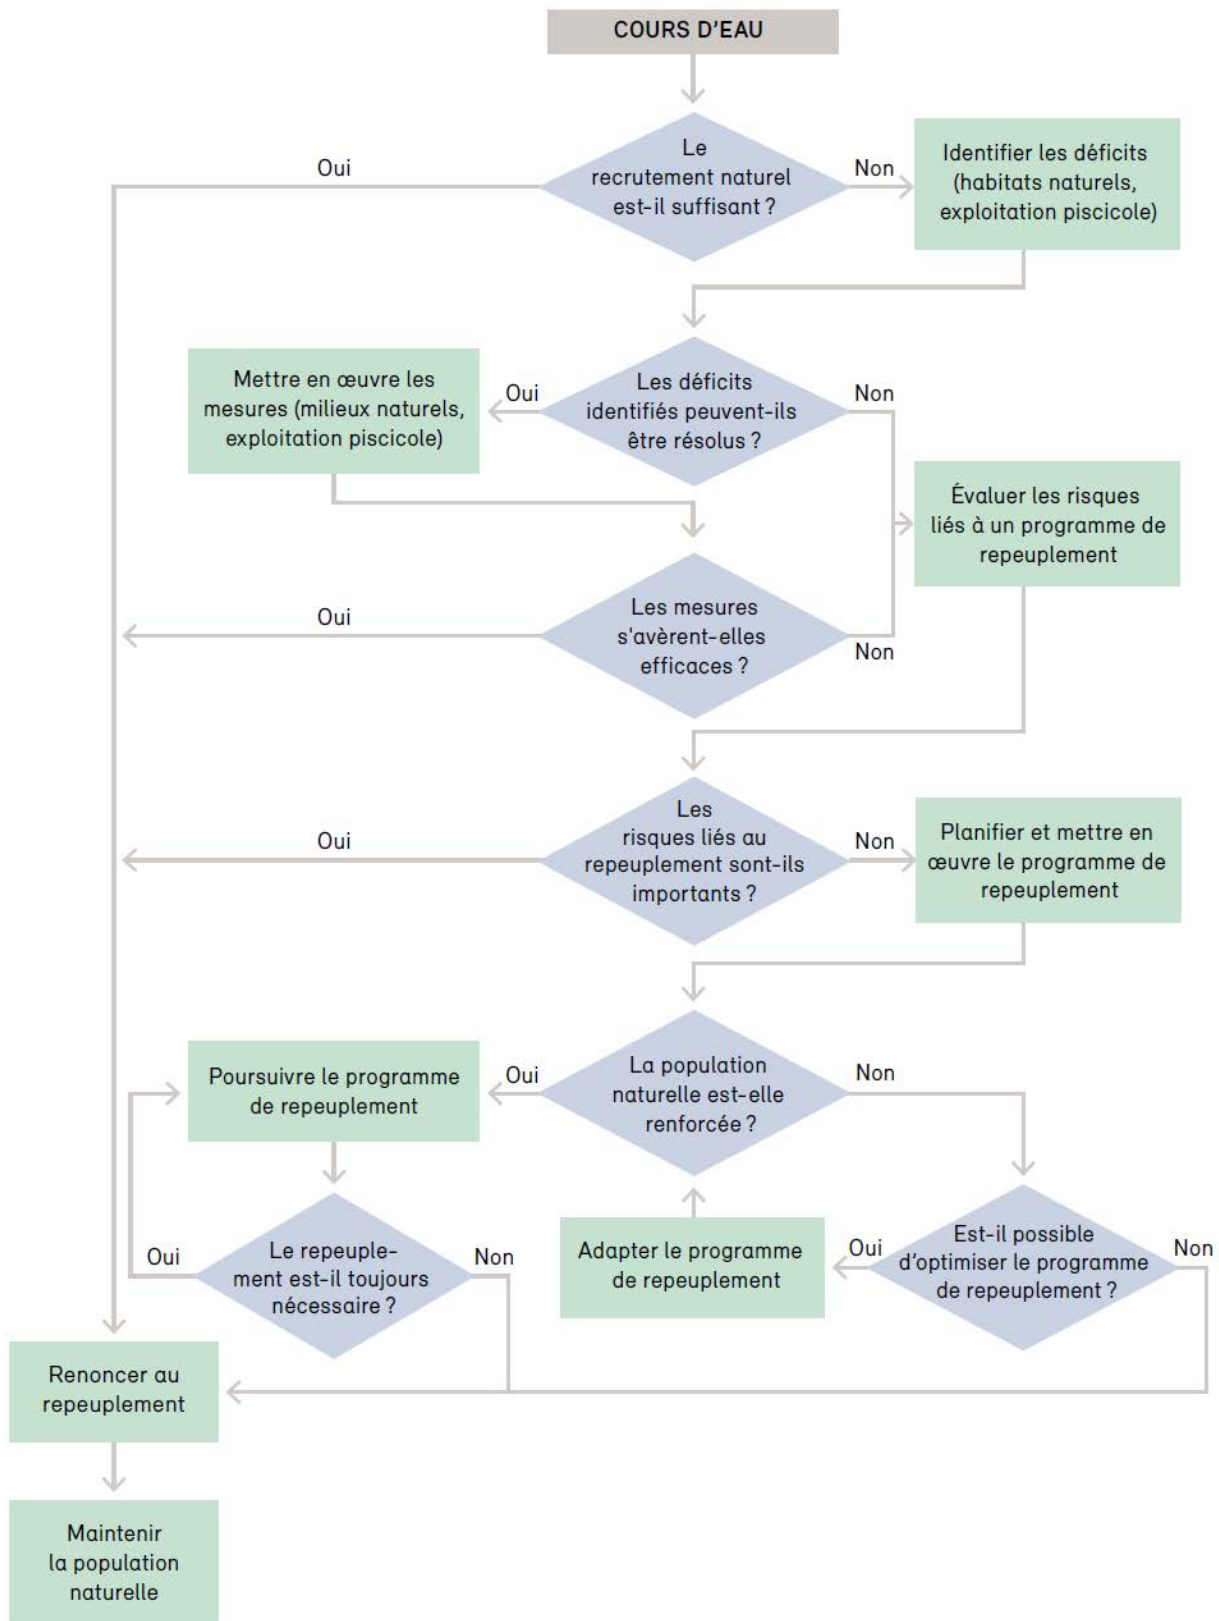 COURS D'EAU
Le
recrutement naturel
est-il suffisant ?
Oui
Non
Identifier les déficits
(habitats naturels,
exploitation piscicole)
Les déficits
identifiés peuvent-ils
être résolus ?
Oui
Non
Mettre en œuvre les
mesures (milieux naturels,
exploitation piscicole)
Évaluer les risques
liés à un programme de
repeuplement
Les mesures
s'avèrent-elles
efficaces ?
Oui
Non
Les
risques liés au
repeuplement sont-ils
importants ?
Oui
Non
Planifier et mettre en
œuvre le programme de
repeuplement
La population
naturelle est-elle
renforcée ?
Oui
Non
Poursuivre le programme
de repeuplement
Le repeuple-
ment est-il toujours
nécessaire ?
Oui
Non
Adapter le programme
de repeuplement
Est-il possible
d'optimiser le programme
de repeuplement ?
Oui
Non
Renoncer au
repeuplement
Maintenir
la population
naturelle